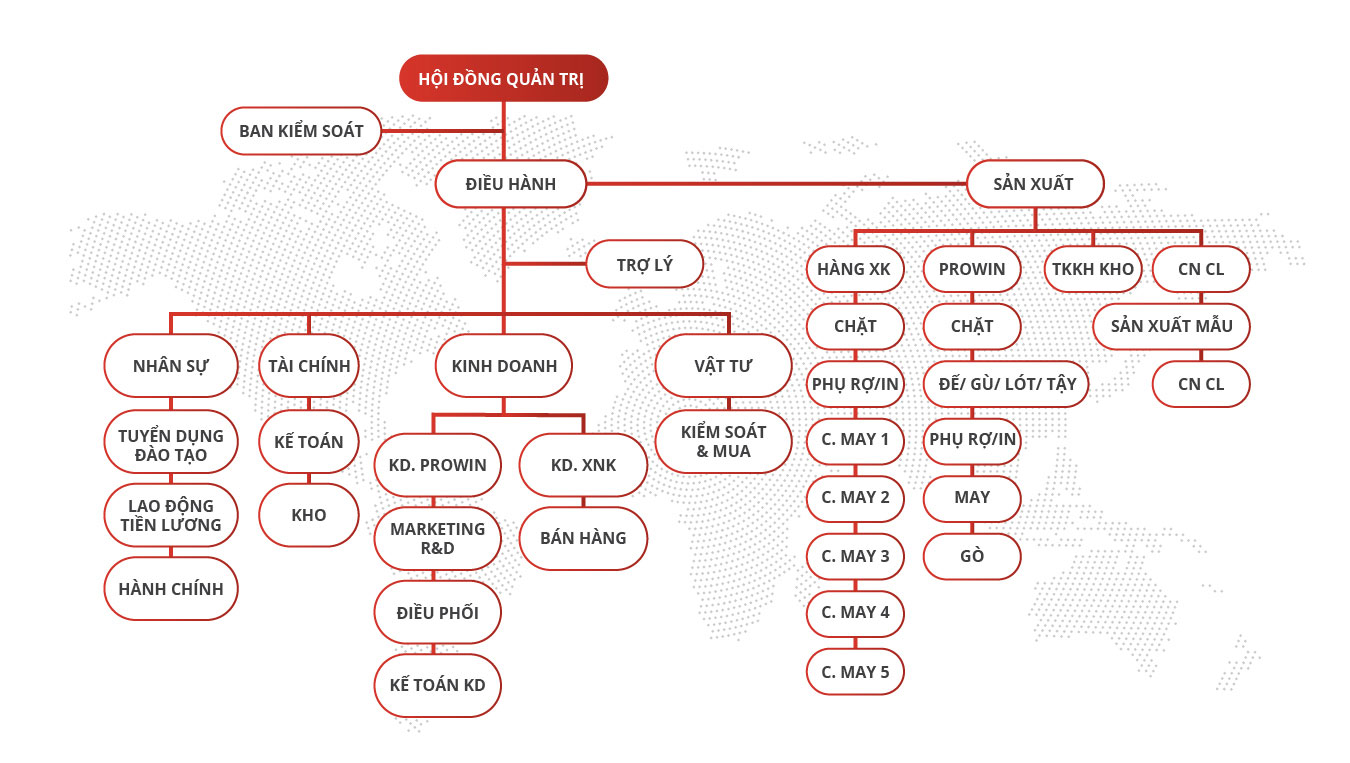 HỘI ĐỒNG QUẢN TRỊ
BAN KIỂM SOÁT
ĐIỀU HÀNH
SẢN XUẤT
TRỢ LÝ
HÀNG XK
PROWIN
TKKH KHO
CN CL
CHẶT
CHẶT
SẢN XUẤT MẪU
NHÂN SỰ
TÀI CHÍNH
KINH DOANH
VẬT TƯ
PHỤ RỢ/IN
ĐẾ/ GÙ/ LÓT/ TẬY
CN CL
TUYỂN DỤNG
ĐÀO TẠO
KẾ TOÁN
KIỂM SOÁT
& MUA
C. MAY 1
PHỤ RỢ/IN
KD. PROWIN
KD. XNK
C. MAY 2
MAY
LAO ĐỘNG
TIỀN LƯƠNG
KHO
MARKETING
R&D
BÁN HÀNG
C. MAY 3
GÒ
HÀNH CHÍNH
ĐIỀU PHỐI
C. MAY 4
KẾ TOÁN KD
C. MAY 5